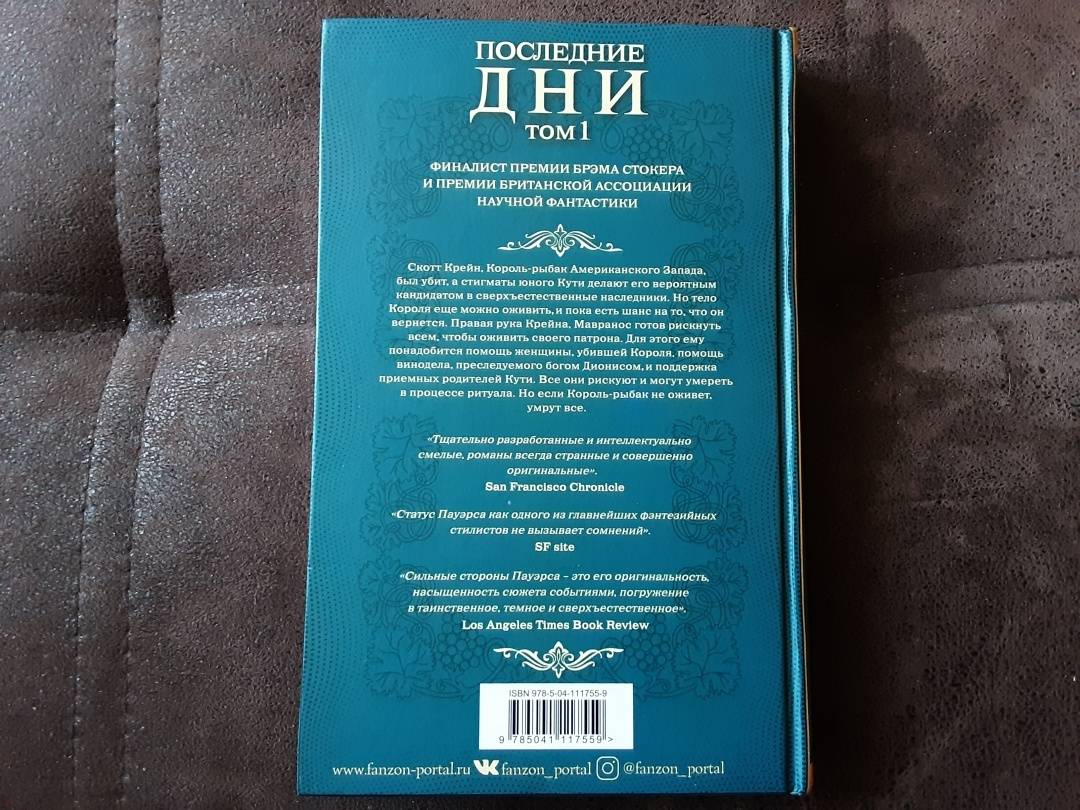 ПОСЛЕДНИЕ
ДНИ
ТОМ 1
ФИНАЛИСТ ПРЕМИИ БРЭМА СТОКЕРА
И ПРЕМИИ БРИТАНСКОЙ АССОЦИАЦИИ
НАУЧНОЙ ФАНТАСТИКИ
Скотт Крейн, Король-рыбак Американского Запада,
был убит, а стигматы юного Кути делают его вероятным
кандидатом в сверхъестественные наследники. Но тело
Короля еще можно оживить, и пока есть шанс на то, что он
вернется. Правая рука Крейна, Мавранос готов рискнуть
всем, чтобы оживить своего патрона. Для этого ему
понадобится помощь женщины, убившей Короля, помощь
винодела, преследуемого богом Дионисом, и поддержка
приемных родителей Кути. Все они рискуют и могут умереть
в процессе ритуала. Но если Король-рыбак не оживет,
умрут все.
«Тщательно разработанные и интеллектуально
смелые, романы всегда странные и совершенно
оригинальные».
San Francisco Chronicle
«Статус Пауэрса как одного из главнейших фэнтезийных
стилистов не вызывает сомнений».
SF site
«Сильные стороны Пауэрса – это его оригинальность,
насыщенность сюжета событиями, погружение
в таинственное, темное и сверхъестественное».
Los Angeles Times Book Review
ISBN 978-5-04-111755-9
9 785041 117559 >
www.fanzon-portal.ru fanzon_portal @fanzon_portal